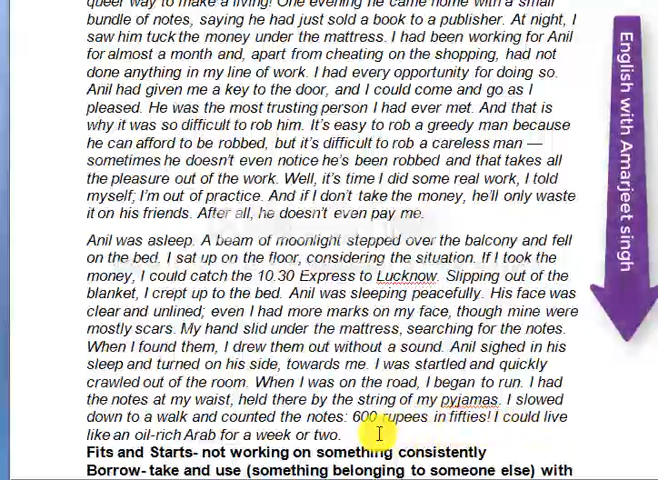 queer way to make a living! One evening he came home with a small
bundle of notes, saying he had just sold a book to a publisher. At night, I
saw him tuck the money under the mattress. I had been working for Anil
for almost a month and, apart from cheating on the shopping, had not
done anything in my line of work. I had every opportunity for doing so.
Anil had given me a key to the door, and I could come and go as I
pleased. He was the most trusting person I had ever met. And that is
why it was so difficult to rob him. It's easy to rob a greedy man because
he can afford to be robbed, but it's difficult to rob a careless man —
sometimes he doesn't even notice he's been robbed and that takes all
the pleasure out of the work. Well, it's time I did some real work, I told
myself; I'm out of practice. And if I don't take the money, he'll only waste
it on his friends. After all, he doesn't even pay me.
Anil was asleep. A beam of moonlight stepped over the balcony and fell
on the bed. I sat up on the floor, considering the situation. If I took the
money, I could catch the 10.30 Express to Lucknow. Slipping out of the
blanket, I crept up to the bed. Anil was sleeping peacefully. His face was
clear and unlined; even I had more marks on my face, though mine were
mostly scars. My hand slid under the mattress, searching for the notes.
When I found them, I drew them out without a sound. Anil sighed in his
sleep and turned on his side, towards me. I was startled and quickly
crawled out of the room. When I was on the road, I began to run. I had
the notes at my waist, held there by the string of my pyjamas. I slowed
down to a walk and counted the notes: 600 rupees in fifties! I could live
like an oil-rich Arab for a week or two.
Fits and Starts- not working on something consistently
Borrow- take and use (something belonging to someone else) with
English with Amarjeet singh